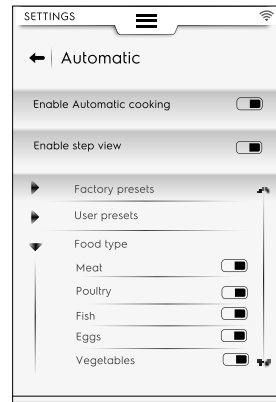 SETTINGS
Automatic
Enable Automatic cooking
Enable step view
Factory presets
User presets
Food type
Meat
Poultry
Fish
Eggs
Vegetables